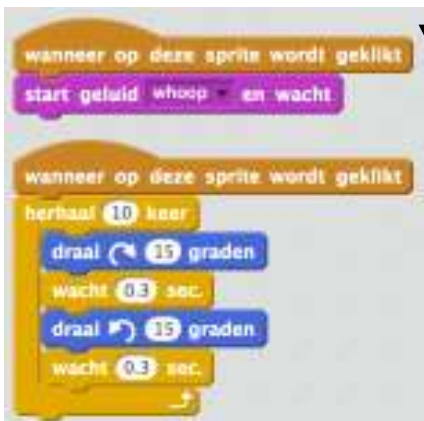 wanneer op deze sprite wordt geklikt
start geluid whoop en wacht
wanneer op deze sprite wordt geklikt
herhaal 10 keer
draai 15 graden
wacht 0.3 sec.
draai 15 graden
wacht 0.3 sec.